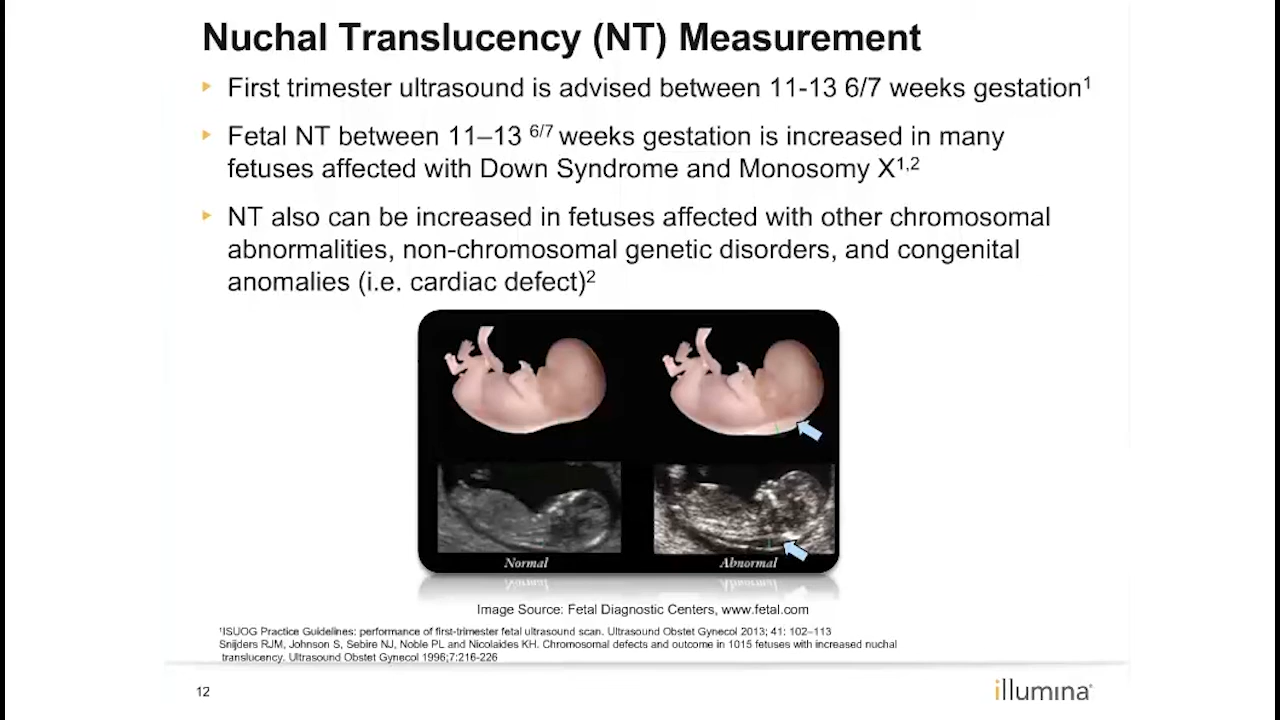 Nuchal Translucency (NT) Measurement
First trimester ultrasound is advised between 11-13 6/7 weeks gestation1
Fetal NT between 11–13 6/7 weeks gestation is increased in many
fetuses affected with Down Syndrome and Monosomy X1,2
NT also can be increased in fetuses affected with other chromosomal
abnormalities, non-chromosomal genetic disorders, and congenital
anomalies (i.e. cardiac defect)2
Normal
Abnormal
Image Source: Fetal Diagnostic Centers, www.fetal.com
1ISUOG Practice Guidelines: performance of first-trimester fetal ultrasound scan. Ultrasound Obstet Gynecol 2013; 41: 102–113
Snijders RJM, Johnson S, Sebire NJ, Noble PL and Nicolaides KH. Chromosomal defects and outcome in 1015 fetuses with increased nuchal
translucency. Ultrasound Obstet Gynecol 1996;7:216-226
12
illumina®